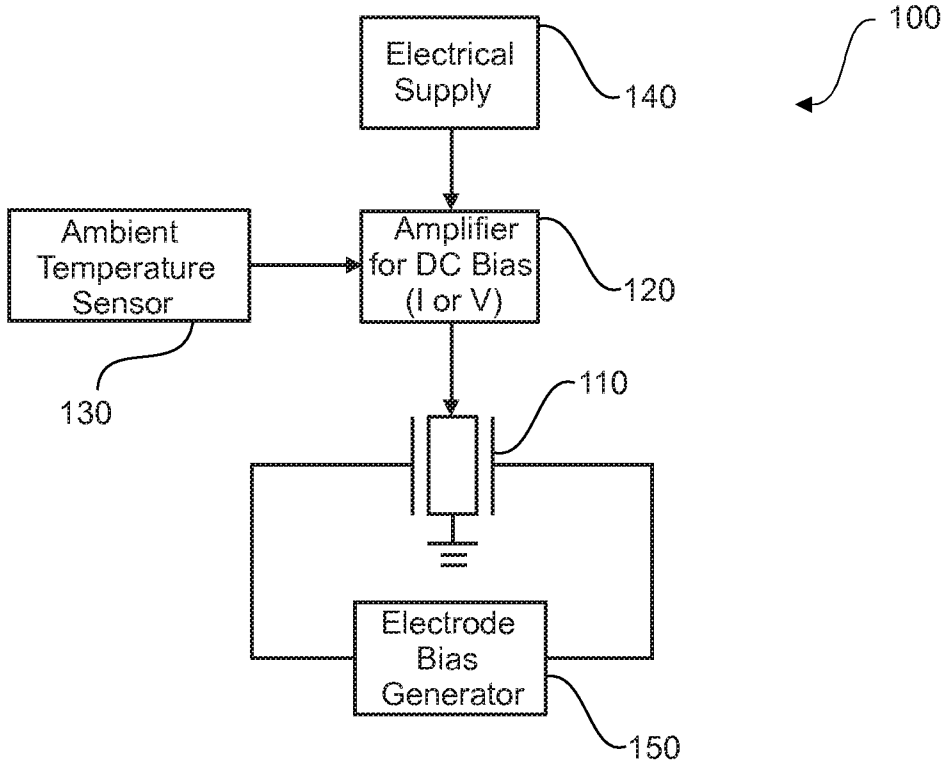 100
Electrical
Supply
140
Ambient
Temperature
Sensor
130
Amplifier
for DC Bias
(I or V)
120
110
Electrode
Bias
Generator
150